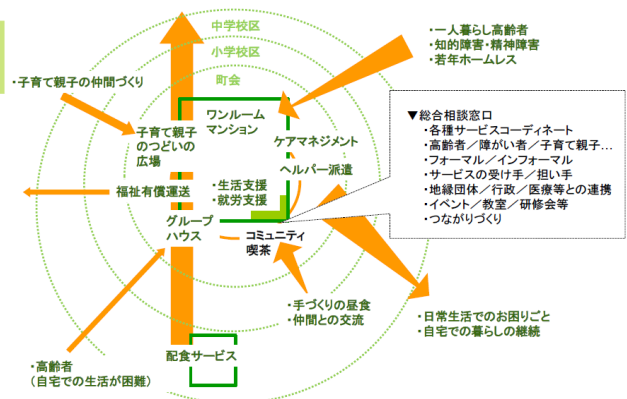 中学校区
小学校区
町会
・子育て親子の仲間づくり
・一人暮らし高齢者
・知的障害・精神障害
・若年ホームレス
ワンルーム
マンション
子育て親子
のつどいの
広場
ケアマネジメント
ヘルパー派遣
▼総合相談窓口
・各種サービスコーディネート
・高齢者／障がい者／子育て親子…
・フォーマル／インフォーマル
・サービスの受け手／担い手
・地縁団体／行政／医療等との連携
・イベント／教室／研修会等
・つながりづくり
福祉有償運送
・生活支援
・就労支援
グループ
ハウス
コミュニティ
喫茶
・手づくりの昼食
・仲間との交流
・日常生活でのお困りごと
・自宅での暮らしの継続
配食サービス
・高齢者
（自宅での生活が困難）